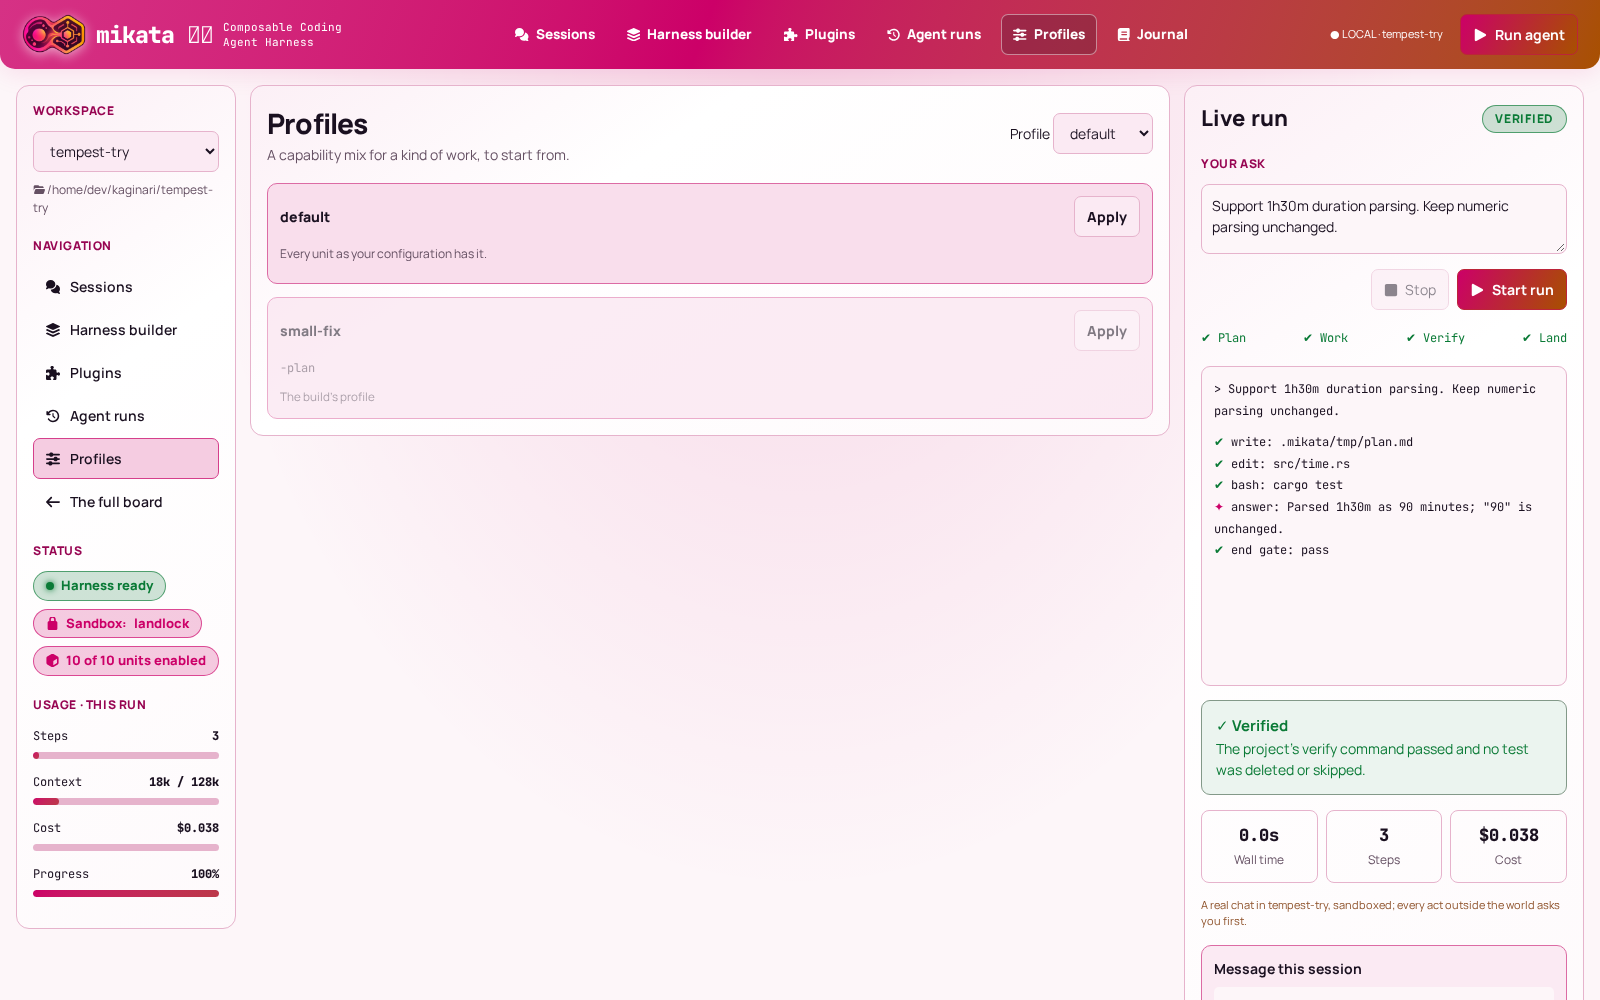 mikata
Composable Coding
Agent Harness
Sessions
Harness builder
Plugins
Agent runs
Profiles
Journal
LOCAL · tempest-try
Run agent
WORKSPACE
tempest-try
/home/dev/kaginari/tempest-
try
NAVIGATION
Sessions
Harness builder
Plugins
Agent runs
Profiles
The full board
STATUS
Harness ready
Sandbox: landlock
10 of 10 units enabled
USAGE · THIS RUN
Steps 3
Context 18k / 128k
Cost $0.038
Progress 100%
Profiles
A capability mix for a kind of work, to start from.
Profile default
default
Apply
Every unit as your configuration has it.
small-fix
Apply
-plan
The build's profile
Live run
VERIFIED
YOUR ASK
Support 1h30m duration parsing. Keep numeric
parsing unchanged.
Stop
Start run
✔ Plan ✔ Work ✔ Verify ✔ Land
> Support 1h30m duration parsing. Keep numeric
parsing unchanged.
✔ write: .mikata/tmp/plan.md
✔ edit: src/time.rs
✔ bash: cargo test
✦ answer: Parsed 1h30m as 90 minutes; "90" is
unchanged.
✔ end gate: pass
✓ Verified
The project's verify command passed and no test
was deleted or skipped.
0.0s
Wall time
3
Steps
$0.038
Cost
A real chat in tempest-try, sandboxed; every act outside the world asks
you first.
Message this session